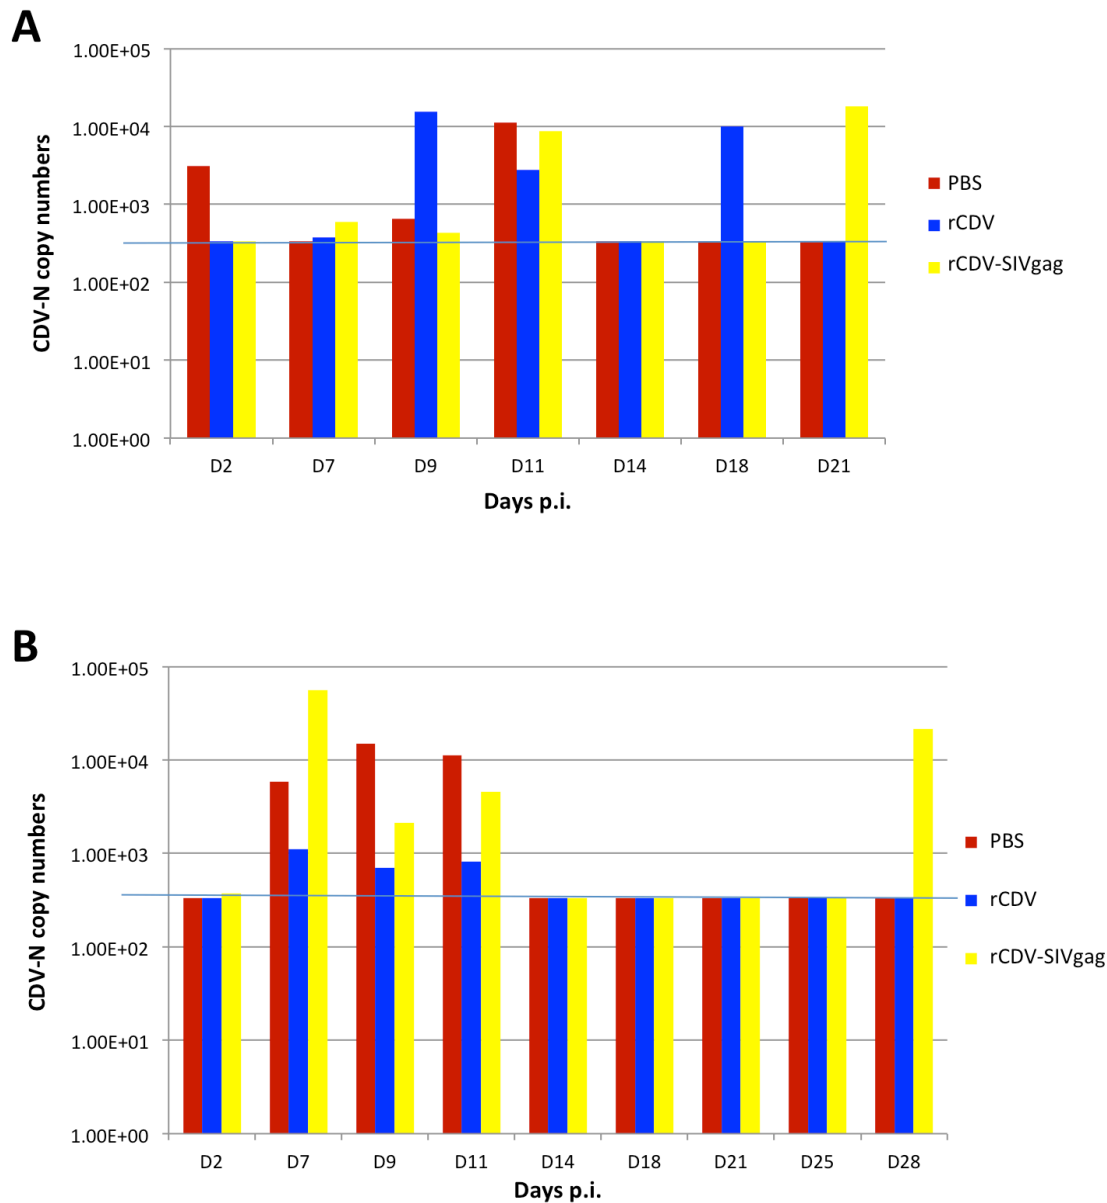 A
1.00E+05
1.00E+04
1.00E+03
1.00E+02
1.00E+01
1.00E+00
CDV-N copy numbers
D2 D7 D9 D11 D14 D18 D21
Days p.i.
PBS
rCDV
rCDV-SIVgag
B
1.00E+05
1.00E+04
1.00E+03
1.00E+02
1.00E+01
1.00E+00
CDV-N copy numbers
D2 D7 D9 D11 D14 D18 D21 D25 D28
Days p.i.
PBS
rCDV
rCDV-SIVgag